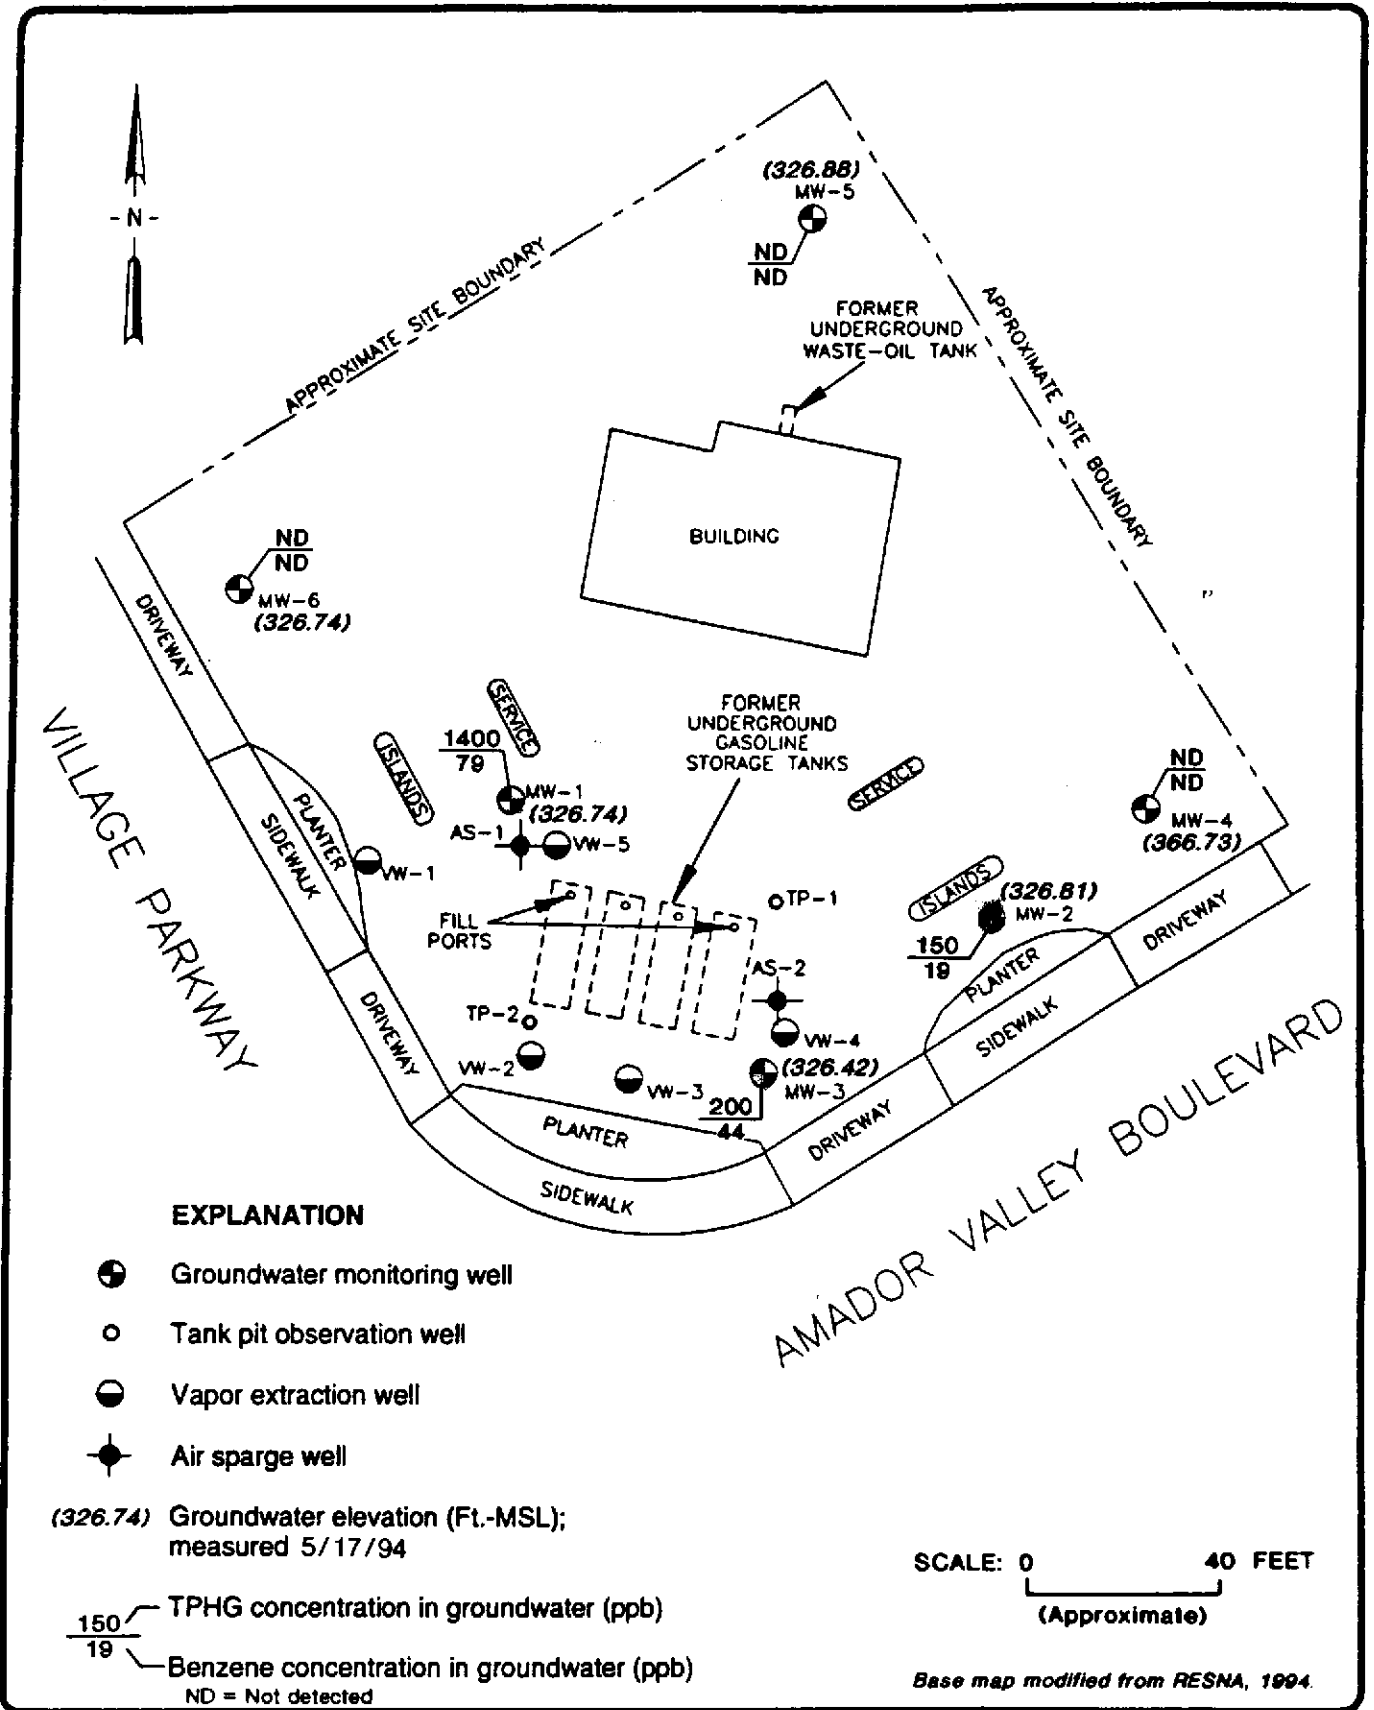 (326.88)
MW-5
ND
ND
- N -
APPROXIMATE SITE BOUNDARY
FORMER
UNDERGROUND
WASTE-OIL TANK
APPROXIMATE SITE BOUNDARY
BUILDING
ND
ND
MW-6
(326.74)
DRIVEWAY
SERVICE
ISLANDS
1400
79
MW-1
(326.74)
AS-1
VW-5
FORMER
UNDERGROUND
GASOLINE
STORAGE TANKS
SERVICE
ISLANDS
ND
ND
MW-4
(366.73)
VILLAGE PARKWAY
PLANTER
SIDEWALK
VW-1
FILL
PORTS
TP-1
(326.81)
MW-2
150
19
DRIVEWAY
PLANTER
SIDEWALK
AS-2
TP-2
VW-4
DRIVEWAY
VW-2
VW-3
(326.42)
MW-3
200
44
PLANTER
DRIVEWAY
SIDEWALK
AMADOR VALLEY BOULEVARD
EXPLANATION
Groundwater monitoring well
Tank pit observation well
Vapor extraction well
Air sparge well
(326.74) Groundwater elevation (Ft.-MSL);
measured 5/17/94
150
19
TPHG concentration in groundwater (ppb)
Benzene concentration in groundwater (ppb)
ND = Not detected
SCALE: 0 40 FEET
(Approximate)
Base map modified from RESNA, 1994.